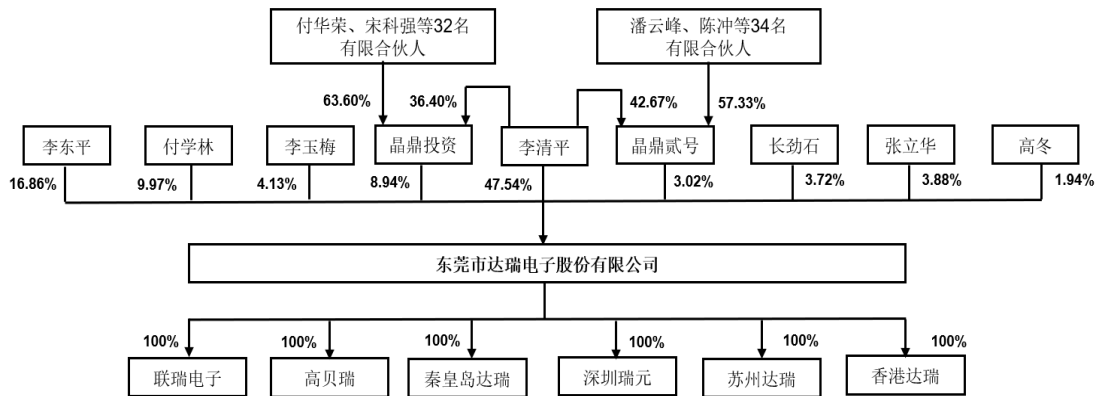 付华荣、宋科强等32名
有限合伙人
潘云峰、陈冲等34名
有限合伙人
63.60%
36.40%
42.67%
57.33%
李东平
付学林
李玉梅
晶鼎投资
李清平
晶鼎贰号
长劲石
张立华
高冬
16.86%
9.97%
4.13%
8.94%
47.54%
3.02%
3.72%
3.88%
1.94%
东莞市达瑞电子股份有限公司
100%
100%
100%
100%
100%
100%
联瑞电子
高贝瑞
秦皇岛达瑞
深圳瑞元
苏州达瑞
香港达瑞